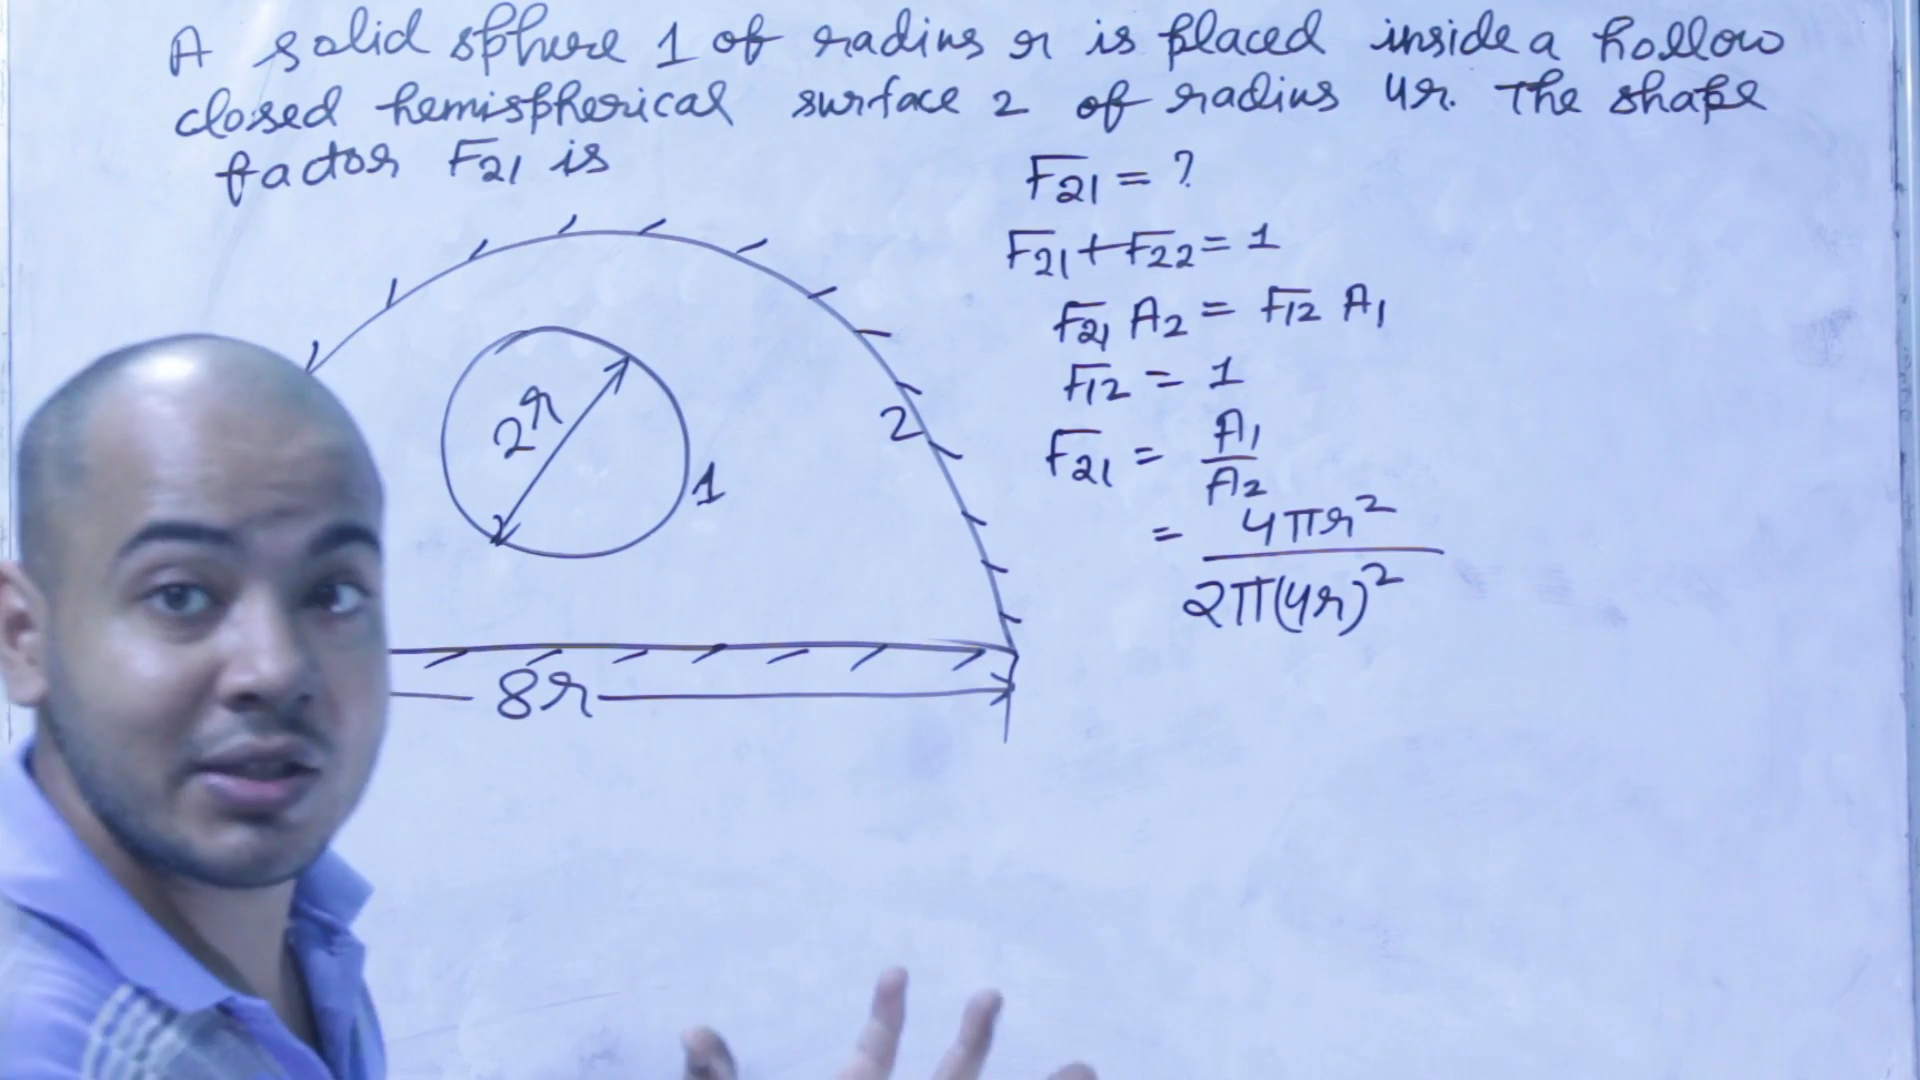 A solid sphere 1 of radius r is placed inside a hollow
closed hemispherical surface 2 of radius 4r. The shape
factor F21 is
F21 = ?
F21 + F22 = 1
F21 A2 = F12 A1
F12 = 1
F21 = A1/A2
= 4πr²
2π(4r)²
2r
1
2
8r